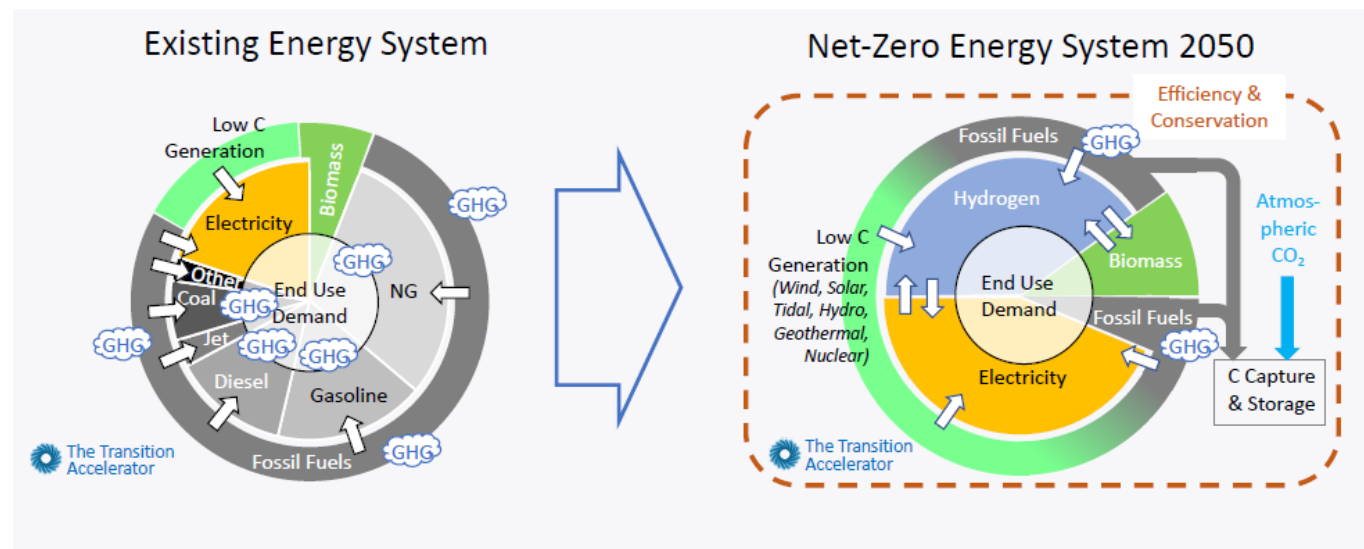 Existing Energy System
Low C
Generation
Biomass
Electricity
Other
Coal
Jet
Diesel
Gasoline
NG
End Use
Demand
Fossil Fuels
GHG
GHG
GHG
GHG
GHG
GHG
GHG
The Transition
Accelerator
Net-Zero Energy System 2050
Efficiency &
Conservation
Fossil Fuels
GHG
Hydrogen
Low C
Generation
(Wind, Solar,
Tidal, Hydro,
Geothermal,
Nuclear)
End Use
Demand
Biomass
Fossil Fuels
GHG
Electricity
Atmos-
pheric
CO₂
C Capture
& Storage
The Transition
Accelerator